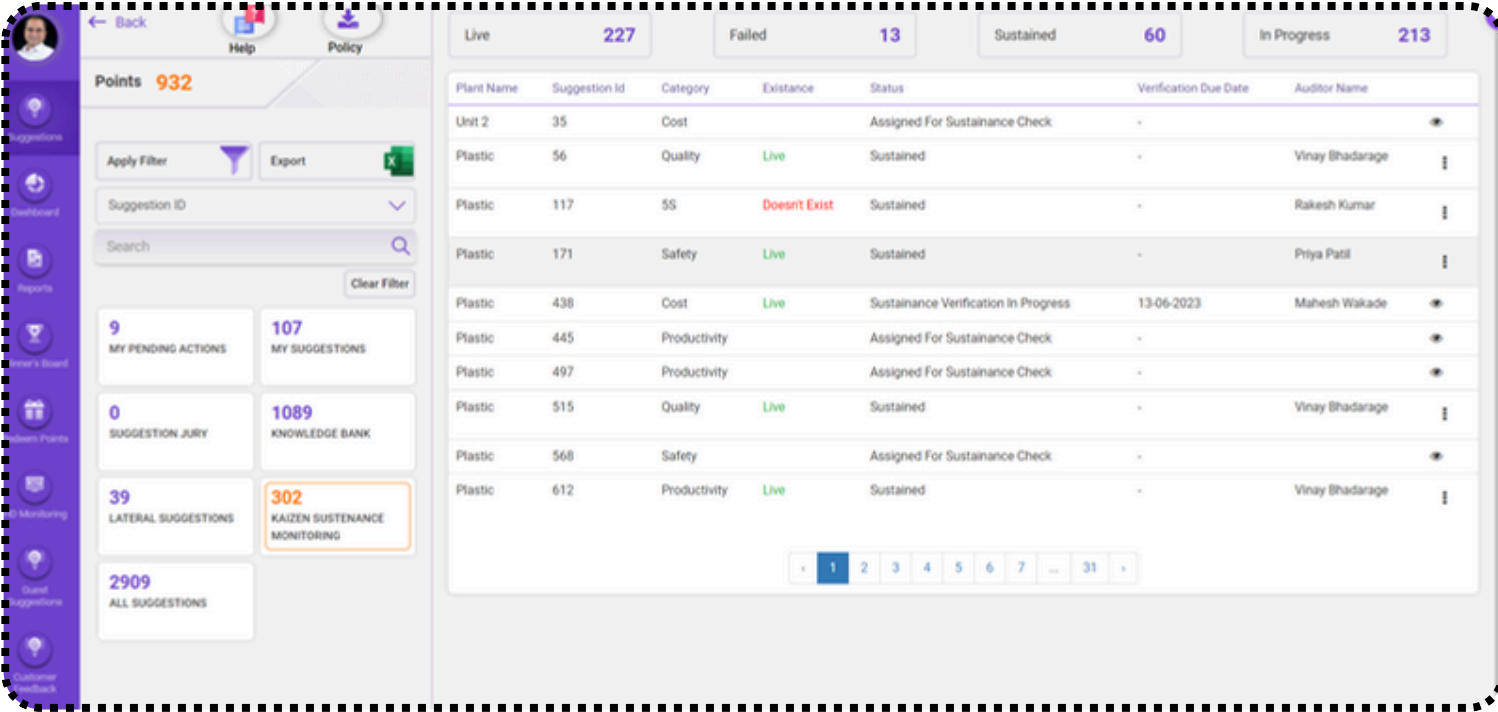 Back
Help
Policy
Points 932
Suggestions
Dashboard
Reports
Guest
Suggestions
Customer
Feedback
Apply Filter
Export
Suggestion ID
Search
Clear Filter
9
MY PENDING ACTIONS
107
MY SUGGESTIONS
0
SUGGESTION JURY
1089
KNOWLEDGE BANK
39
LATERAL SUGGESTIONS
302
KAIZEN SUSTENANCE
MONITORING
2909
ALL SUGGESTIONS
Live 227 Failed 13 Sustained 60 In Progress 213
Plant Name Suggestion Id Category Existance Status Verification Due Date Auditor Name
Unit 2 35 Cost Assigned For Sustainance Check -
Plastic 56 Quality Live Sustained - Vinay Bhadarage
Plastic 117 5S Doesn't Exist Sustained - Rakesh Kumar
Plastic 171 Safety Live Sustained - Priya Patil
Plastic 438 Cost Live Sustainance Verification In Progress 13-06-2023 Mahesh Wakade
Plastic 445 Productivity Assigned For Sustainance Check -
Plastic 497 Productivity Assigned For Sustainance Check -
Plastic 515 Quality Live Sustained - Vinay Bhadarage
Plastic 568 Safety Assigned For Sustainance Check -
Plastic 612 Productivity Live Sustained - Vinay Bhadarage
‹ 1 2 3 4 5 6 7 ... 31 ›